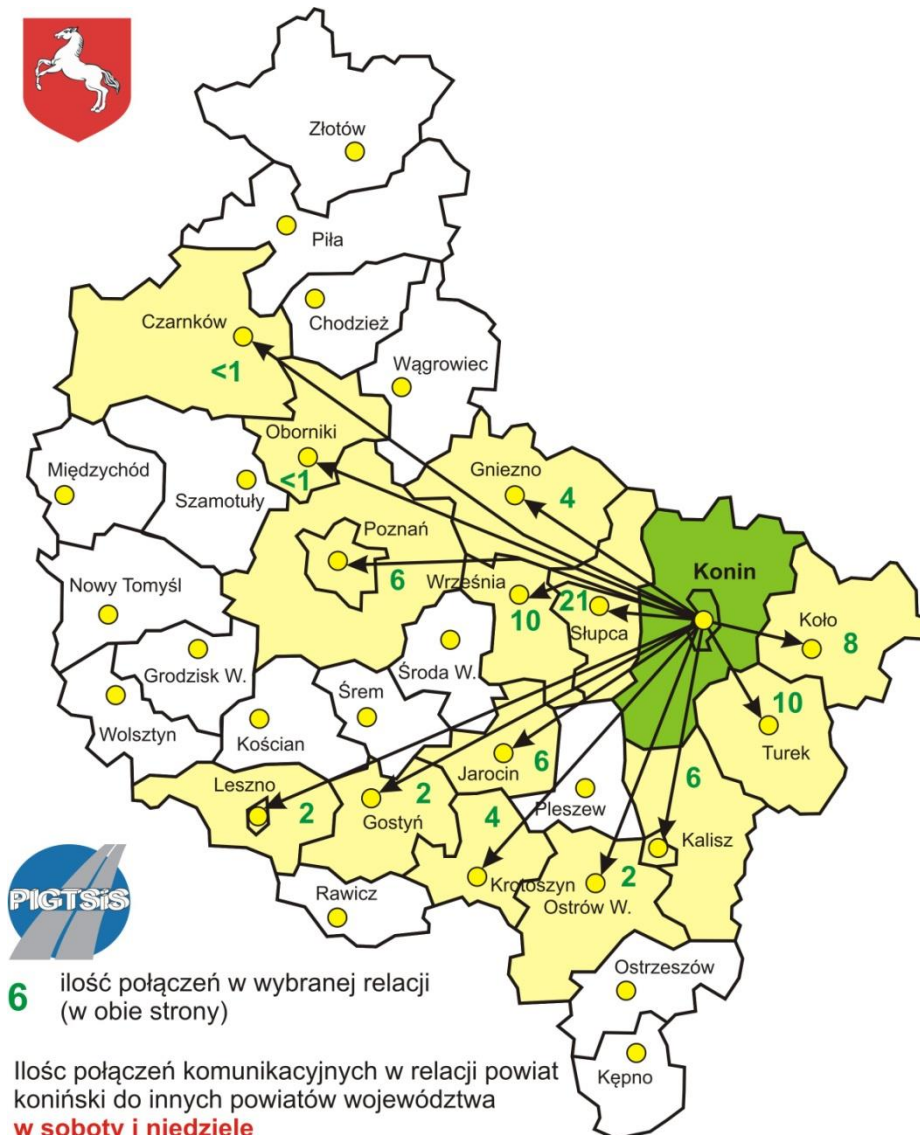 Złotów
Piła
Czarnków
Chodzież
<1
Wągrowiec
Oborniki
Międzychód
Gniezno
Szamotuły
<1
4
Poznań
Konin
Nowy Tomyśl
6
Września
21
10
Słupca
Koło
8
Grodzisk W.
Środa W.
Śrem
10
Wolsztyn
Kościan
Turek
Jarocin
6
6
Leszno
2
2
Pleszew
Gostyń
4
Kalisz
Rawicz
Krotoszyn
2
Ostrów W.
PIGTSiS
Ostrzeszów
6 ilość połączeń w wybranej relacji
(w obie strony)
Kępno
Ilośc połączeń komunikacyjnych w relacji powiat
koniński do innych powiatów województwa
w soboty i niedziele